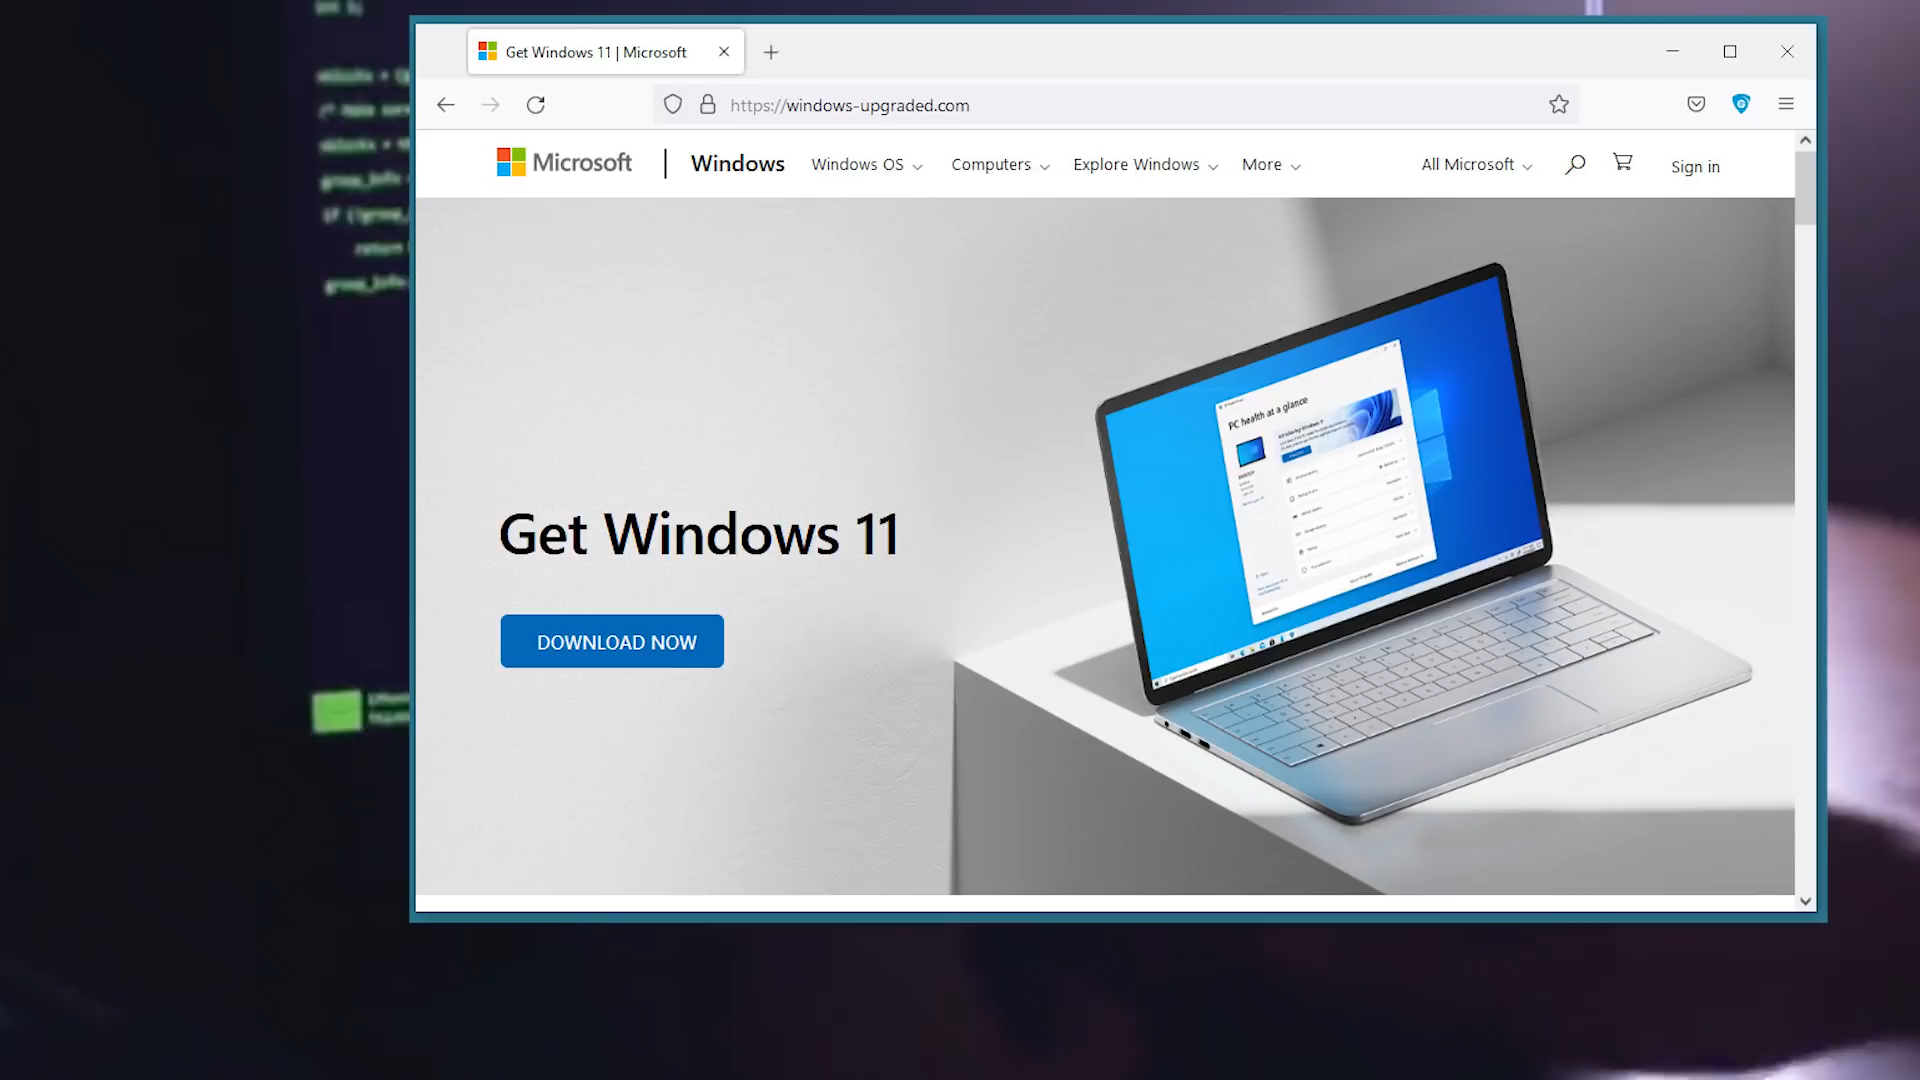 Get Windows 11 | Microsoft
https://windows-upgraded.com
Microsoft
Windows
Windows OS
Computers
Explore Windows
More
All Microsoft
Sign in
PC health at a glance
Get Windows 11
DOWNLOAD NOW
return